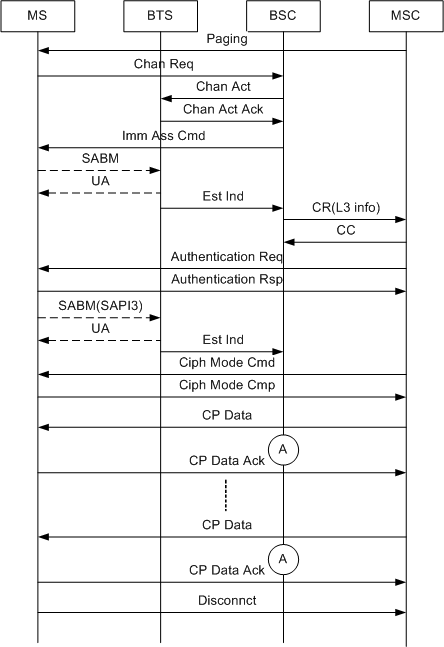 MS BTS BSC MSC
Paging
Chan Req
Chan Act
Chan Act Ack
Imm Ass Cmd
SABM
UA
Est Ind
CR(L3 info)
CC
Authentication Req
Authentication Rsp
SABM(SAPI3)
UA
Est Ind
Ciph Mode Cmd
Ciph Mode Cmp
CP Data
A
CP Data Ack
CP Data
A
CP Data Ack
Disconnct